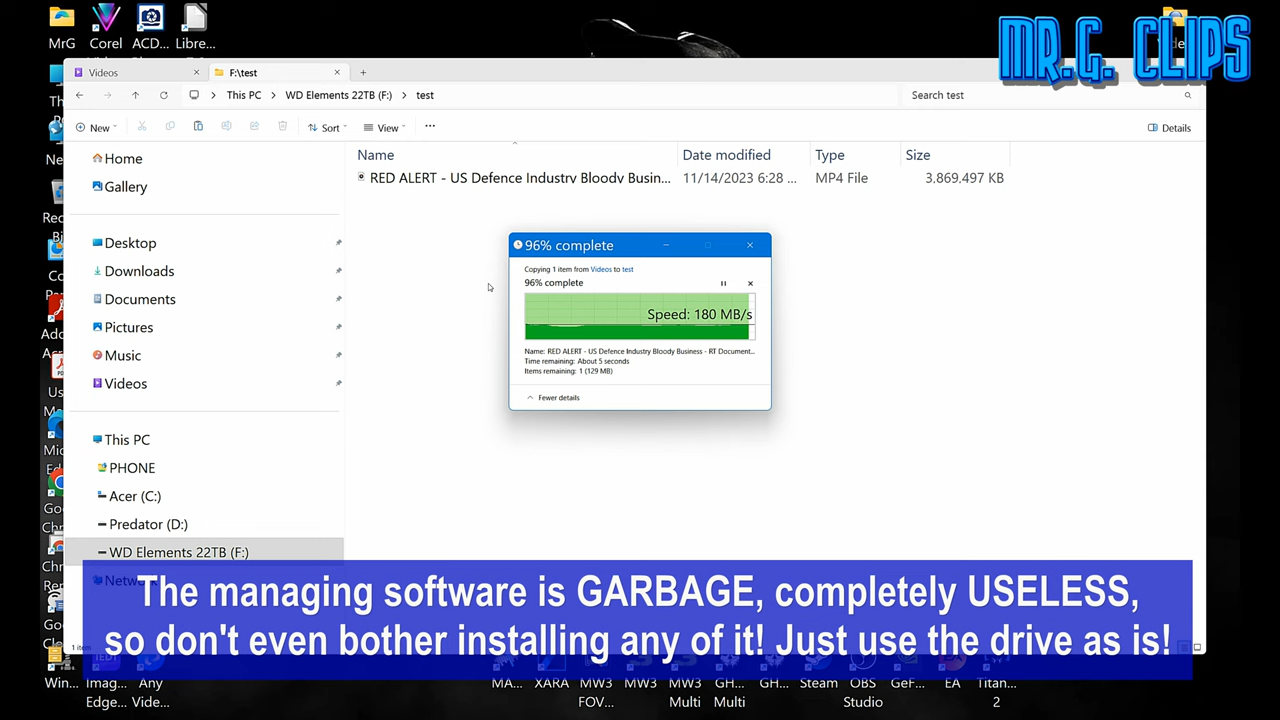 MrG
Corel
ACD...
Libre...
MR.G. CLIPS
Videos
F:\test
This PC
WD Elements 22TB (F:)
test
Search test
New
Sort
View
Details
Name
Date modified
Type
Size
RED ALERT - US Defence Industry Bloody Busin...
11/14/2023 6:28 ...
MP4 File
3,869,497 KB
Home
Gallery
Desktop
Downloads
Documents
Pictures
Music
Videos
This PC
PHONE
Acer (C:)
Predator (D:)
WD Elements 22TB (F:)
96% complete
Copying 1 item from Videos to test
96% complete
Speed: 180 MB/s
Name: RED ALERT - US Defence Industry Bloody Business - RT Document...
Time remaining: About 5 seconds
Items remaining: 1 (129 MB)
Fewer details
The managing software is GARBAGE, completely USELESS,
so don't even bother installing any of it! Just use the drive as is!
Win...
Imag...
Edge...
Any
Vide...
MA...
XARA
MW3
FOV...
MW3
MW3
Multi
GH...
Multi
GH...
Steam
OBS
Studio
GeF...
EA
Titan...
2